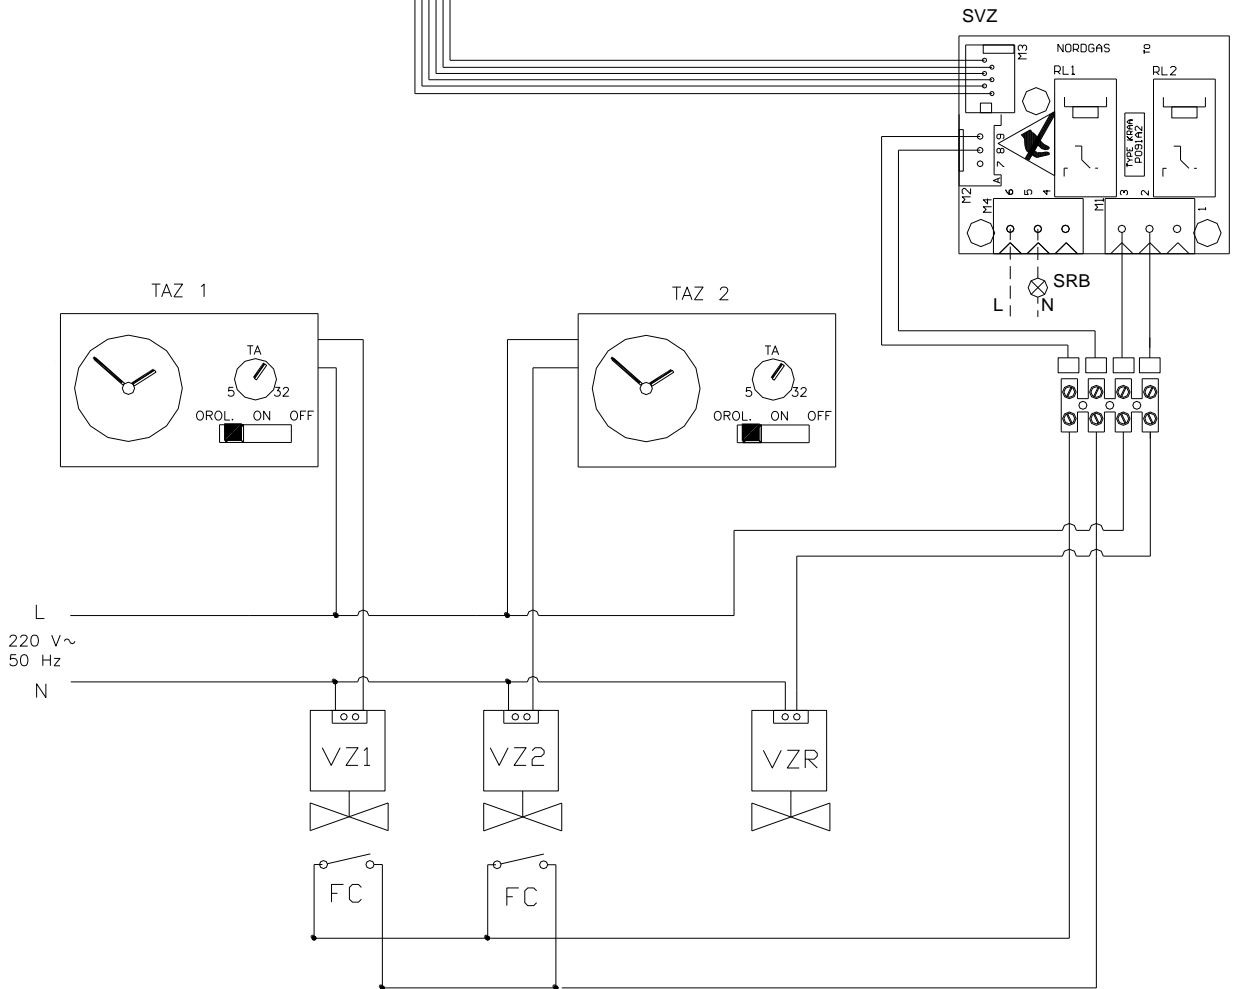 SVZ
M3
NORDGAS
TO
RL1
RL2
TYPE KRAA
P091A2
9
8
7
A
M2
M4
6
5
4
M1
3
2
1
SRB
L
N
TAZ 1
TA
5
32
OROL.
ON
OFF
TAZ 2
TA
5
32
OROL.
ON
OFF
L
220 V~
50 Hz
N
VZ1
VZ2
VZR
FC
FC